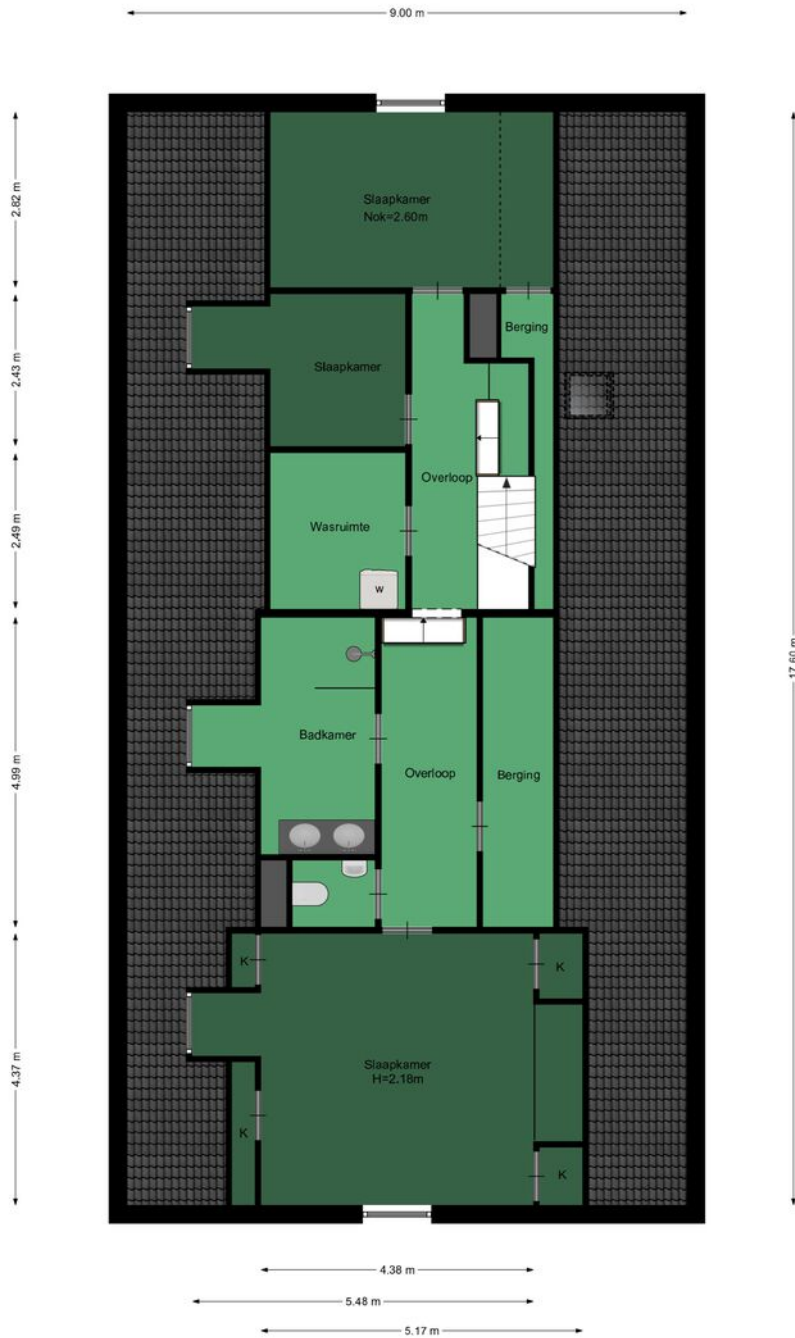 9.00 m
2.82 m
Slaapkamer
Nok=2.60m
2.43 m
Berging
Slaapkamer
Overloop
2.49 m
Wasruimte
W
17.60 m
4.99 m
Badkamer
Overloop
Berging
K
K
4.37 m
Slaapkamer
H=2.18m
K
K
4.38 m
5.48 m
5.17 m